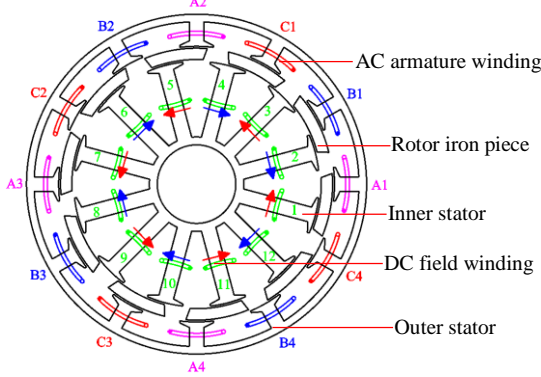 A2
B2
C1
AC armature winding
C2
B1
5
4
6
3
Rotor iron piece
7
2
A3
A1
8
1
Inner stator
9
12
DC field winding
10
11
B3
C4
C3
B4
Outer stator
A4